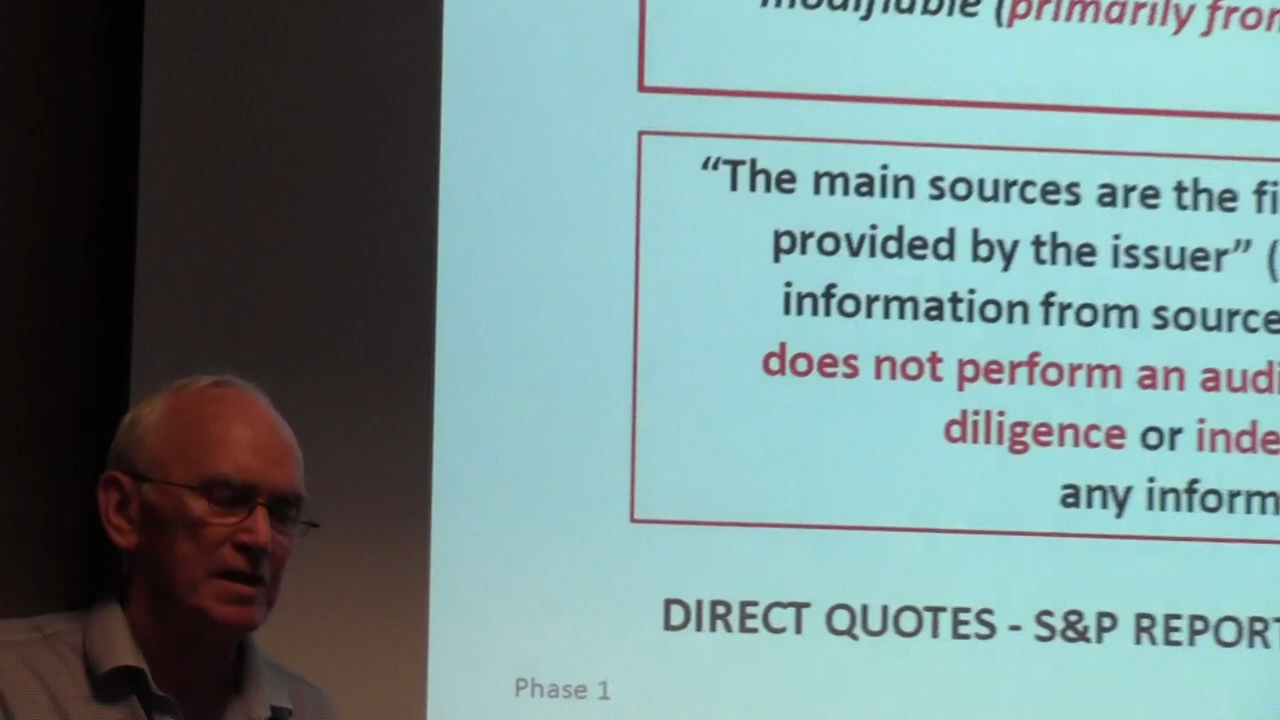 modifiable (primarily from
“The main sources are the fi
provided by the issuer” (
information from source
does not perform an audi
diligence or inde
any inform
DIRECT QUOTES - S&P REPORT
Phase 1